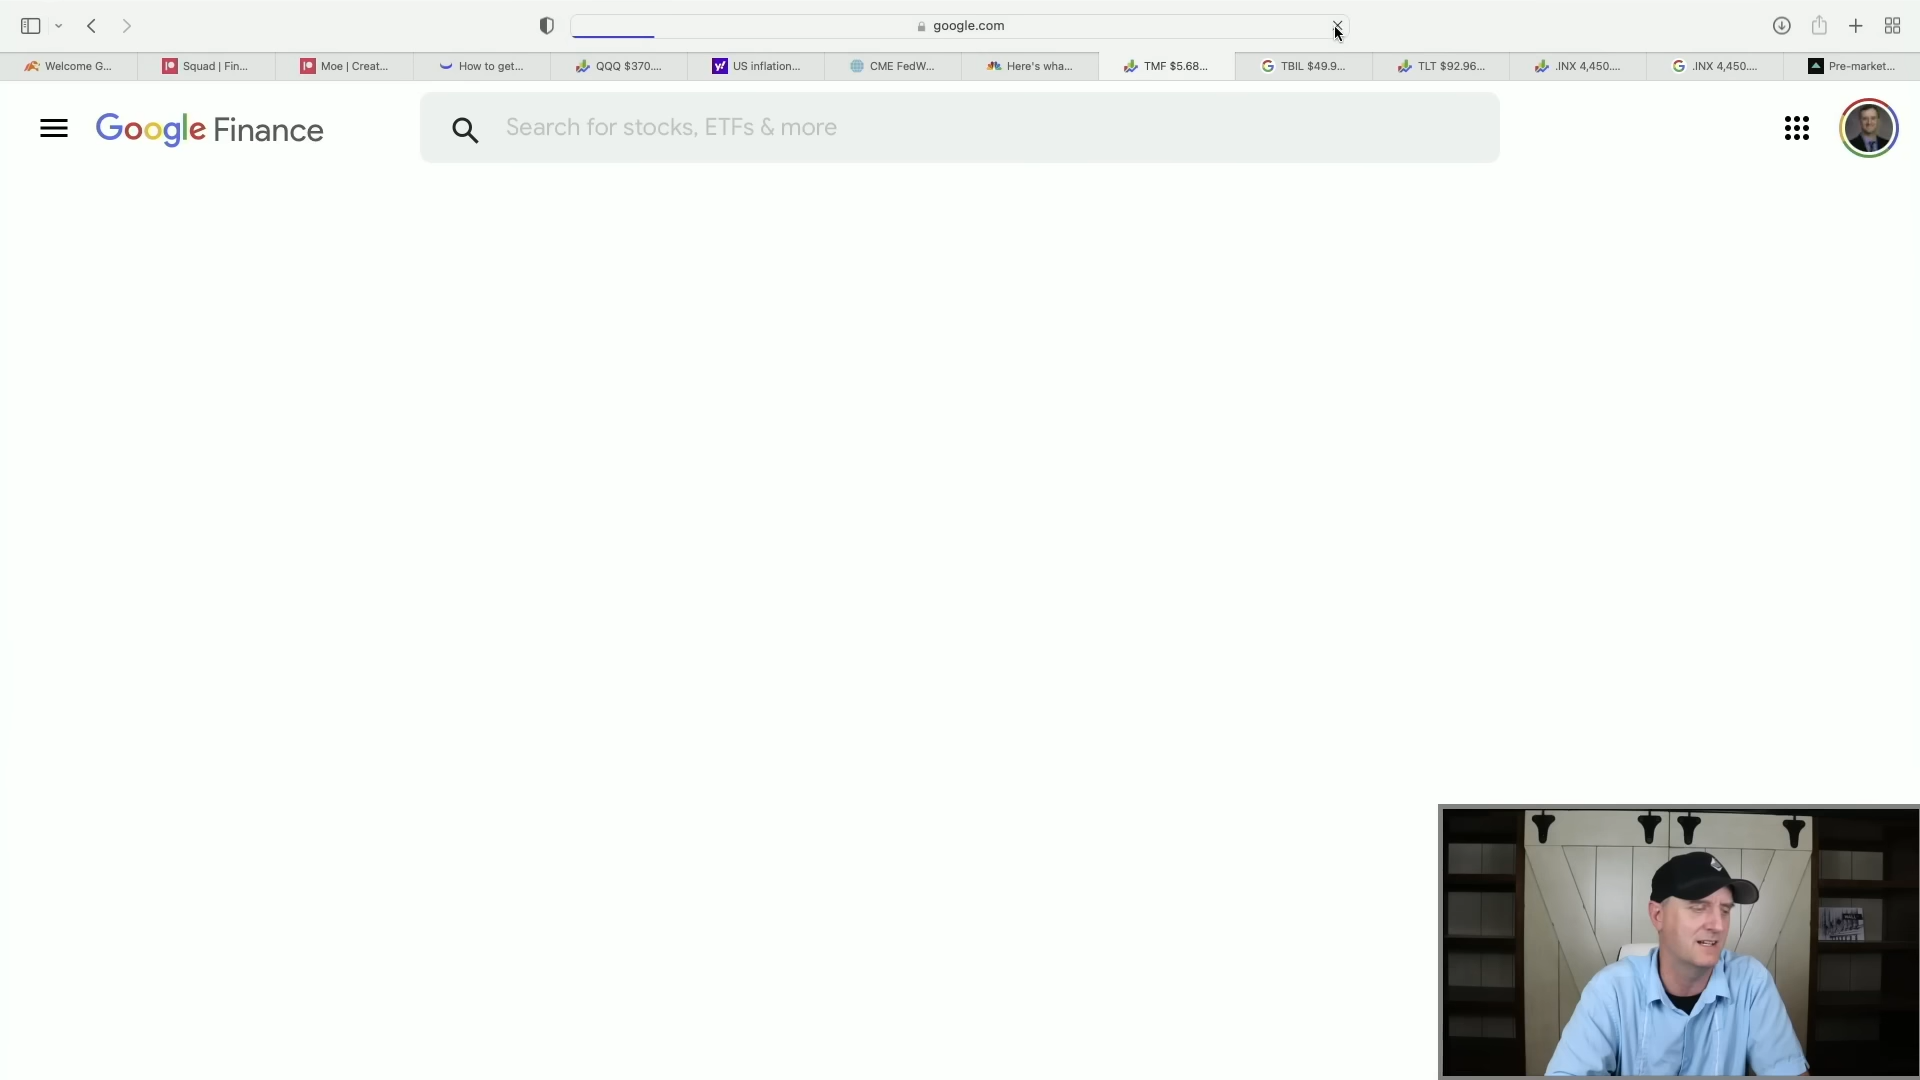 google.com
Welcome G...
Squad | Fin...
Moe | Creat...
How to get...
QQQ $370....
US inflation...
CME FedW...
Here's wha...
TMF $5.68...
TBIL $49.9...
TLT $92.96...
.INX 4,450....
.INX 4,450....
Pre-market...
Google Finance
Search for stocks, ETFs & more